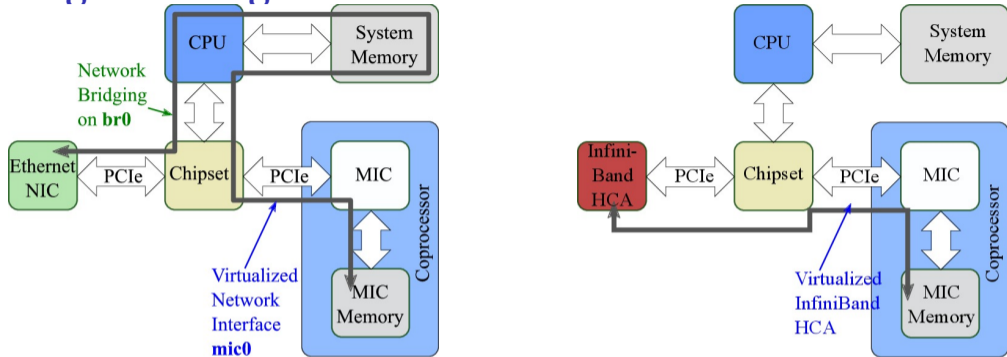 CPU
System
Memory
Network
Bridging
on br0
Ethernet
NIC
PCIe
Chipset
PCIe
MIC
Coprocessor
Virtualized
Network
Interface
mic0
MIC
Memory
CPU
System
Memory
Infini-
Band
HCA
PCIe
Chipset
PCIe
MIC
Coprocessor
Virtualized
InfiniBand
HCA
MIC
Memory